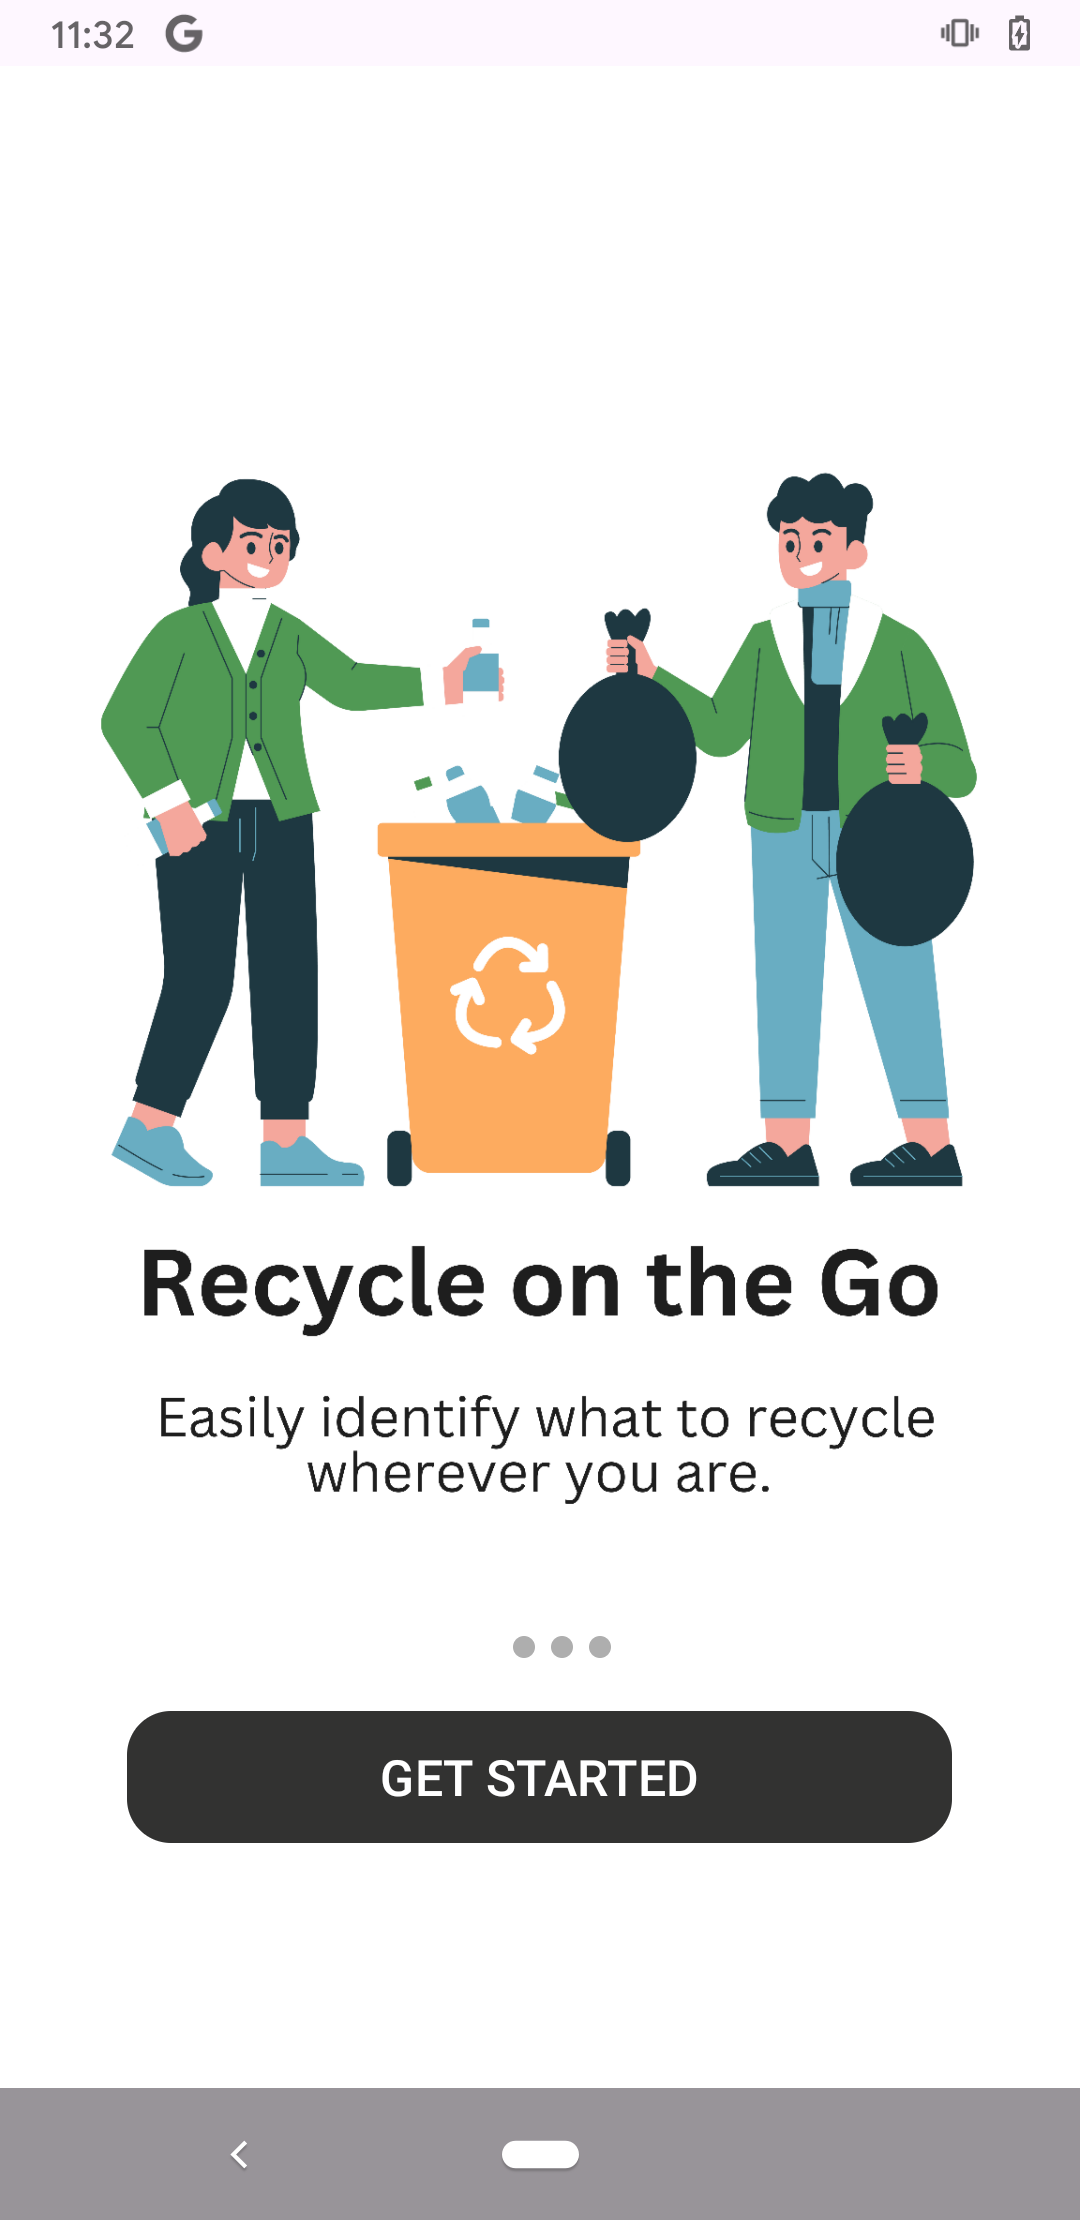 11:32
Recycle on the Go
Easily identify what to recycle
wherever you are.
GET STARTED